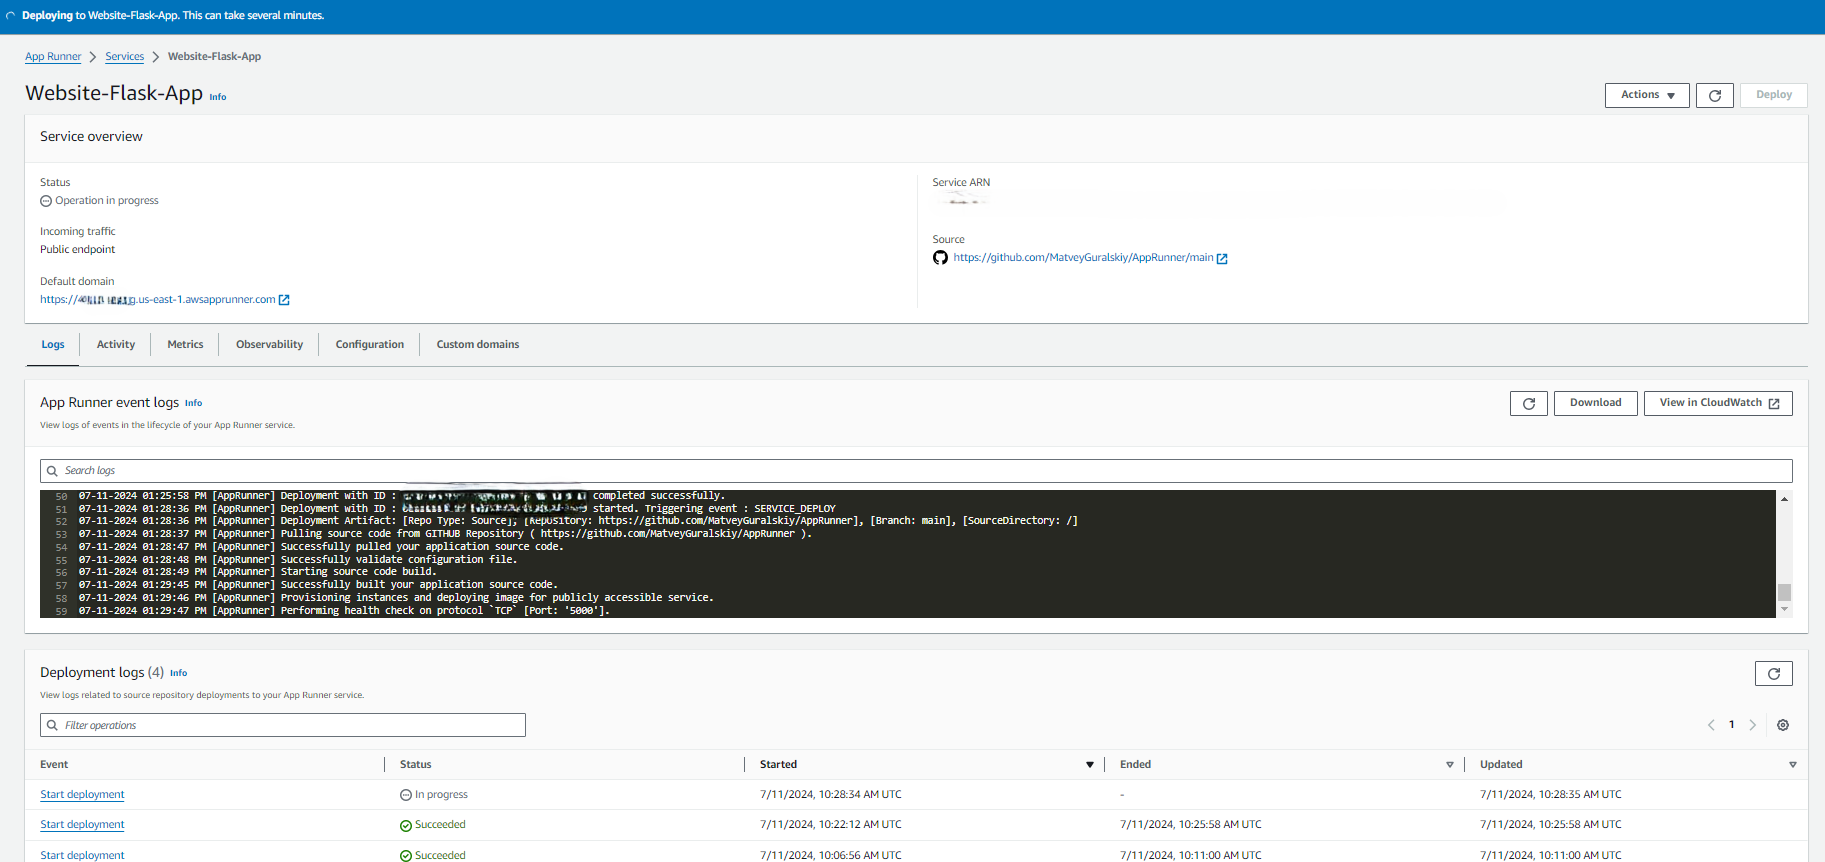 Deploying to Website-Flask-App. This can take several minutes.
App Runner > Services > Website-Flask-App
Website-Flask-App Info
Actions
Deploy
Service overview
Status
Operation in progress
Incoming traffic
Public endpoint
Default domain
https:// g.us-east-1.awsapprunner.com
Service ARN
Source
https://github.com/MatveyGuralskiy/AppRunner/main
Logs Activity Metrics Observability Configuration Custom domains
App Runner event logs Info
View logs of events in the lifecycle of your App Runner service.
Download
View in CloudWatch
Search logs
50 07-11-2024 01:25:58 PM [AppRunner] Deployment with ID : completed successfully.
51 07-11-2024 01:28:36 PM [AppRunner] Deployment with ID : started. Triggering event : SERVICE_DEPLOY
52 07-11-2024 01:28:36 PM [AppRunner] Deployment Artifact: [Repo Type: Source], [Repository: https://github.com/MatveyGuralskiy/AppRunner], [Branch: main], [SourceDirectory: /]
53 07-11-2024 01:28:37 PM [AppRunner] Pulling source code from GITHUB Repository ( https://github.com/MatveyGuralskiy/AppRunner ).
54 07-11-2024 01:28:47 PM [AppRunner] Successfully pulled your application source code.
55 07-11-2024 01:28:48 PM [AppRunner] Successfully validate configuration file.
56 07-11-2024 01:28:49 PM [AppRunner] Starting source code build.
57 07-11-2024 01:29:45 PM [AppRunner] Successfully built your application source code.
58 07-11-2024 01:29:46 PM [AppRunner] Provisioning instances and deploying image for publicly accessible service.
59 07-11-2024 01:29:47 PM [AppRunner] Performing health check on protocol `TCP` [Port: '5000'].
Deployment logs (4) Info
View logs related to source repository deployments to your App Runner service.
Filter operations
1
Event Status Started Ended Updated
Start deployment In progress 7/11/2024, 10:28:34 AM UTC - 7/11/2024, 10:28:35 AM UTC
Start deployment Succeeded 7/11/2024, 10:22:12 AM UTC 7/11/2024, 10:25:58 AM UTC 7/11/2024, 10:25:58 AM UTC
Start deployment Succeeded 7/11/2024, 10:06:56 AM UTC 7/11/2024, 10:11:00 AM UTC 7/11/2024, 10:11:00 AM UTC